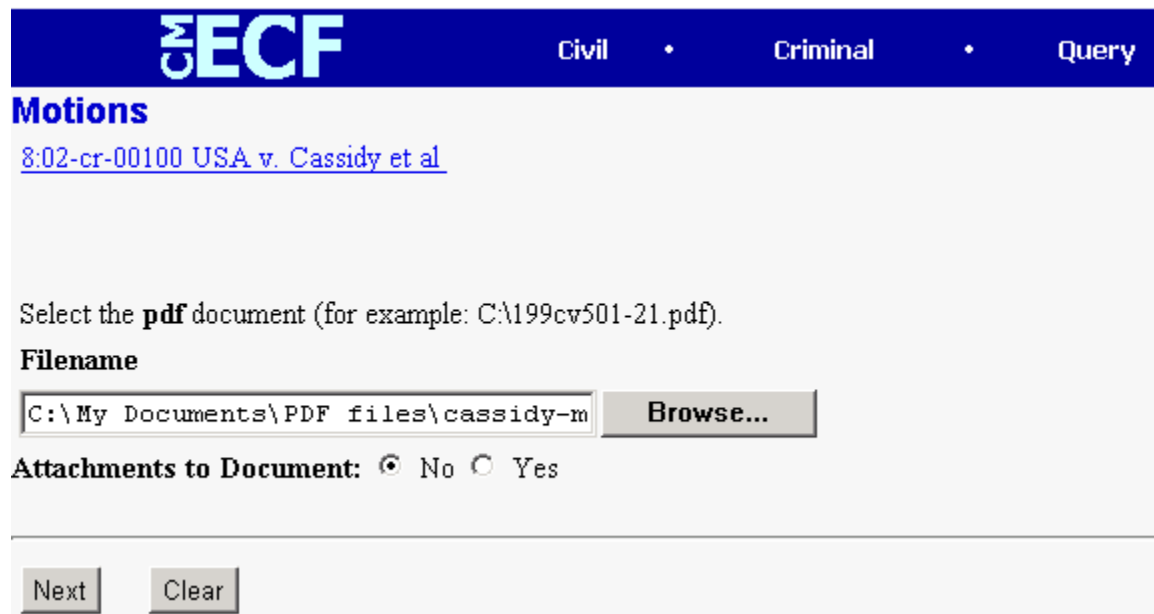 CM ECF Civil • Criminal • Query
Motions
8:02-cr-00100 USA v. Cassidy et al
Select the pdf document (for example: C:\199cv501-21.pdf).
Filename
C:\My Documents\PDF files\cassidy-m Browse...
Attachments to Document: No Yes
Next Clear